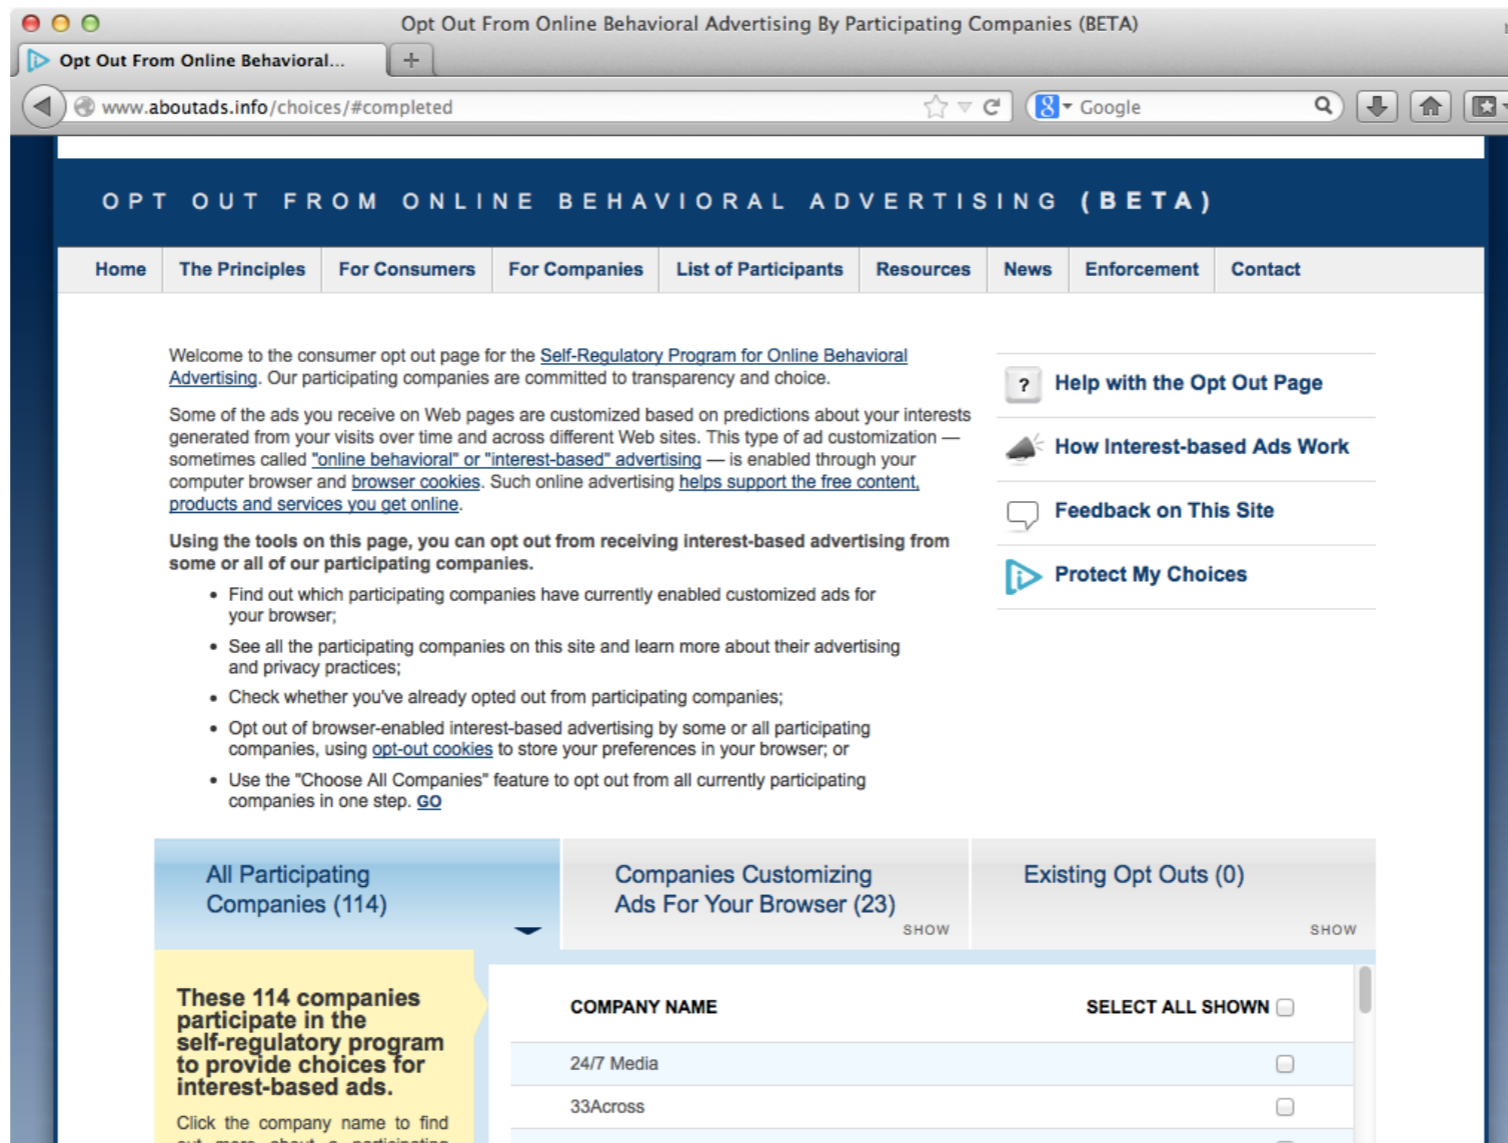 Opt Out From Online Behavioral Advertising By Participating Companies (BETA)
Opt Out From Online Behavioral...
www.aboutads.info/choices/#completed
Google
OPT OUT FROM ONLINE BEHAVIORAL ADVERTISING (BETA)
Home The Principles For Consumers For Companies List of Participants Resources News Enforcement Contact
Welcome to the consumer opt out page for the Self-Regulatory Program for Online Behavioral
Advertising. Our participating companies are committed to transparency and choice.
Some of the ads you receive on Web pages are customized based on predictions about your interests
generated from your visits over time and across different Web sites. This type of ad customization —
sometimes called "online behavioral" or "interest-based" advertising — is enabled through your
computer browser and browser cookies. Such online advertising helps support the free content,
products and services you get online.
Using the tools on this page, you can opt out from receiving interest-based advertising from
some or all of our participating companies.
• Find out which participating companies have currently enabled customized ads for
your browser;
• See all the participating companies on this site and learn more about their advertising
and privacy practices;
• Check whether you've already opted out from participating companies;
• Opt out of browser-enabled interest-based advertising by some or all participating
companies, using opt-out cookies to store your preferences in your browser; or
• Use the "Choose All Companies" feature to opt out from all currently participating
companies in one step. GO
? Help with the Opt Out Page
How Interest-based Ads Work
Feedback on This Site
Protect My Choices
All Participating
Companies (114)
Companies Customizing
Ads For Your Browser (23)
SHOW
Existing Opt Outs (0)
SHOW
These 114 companies
participate in the
self-regulatory program
to provide choices for
interest-based ads.
Click the company name to find
out more about a participating
COMPANY NAME SELECT ALL SHOWN
24/7 Media
33Across